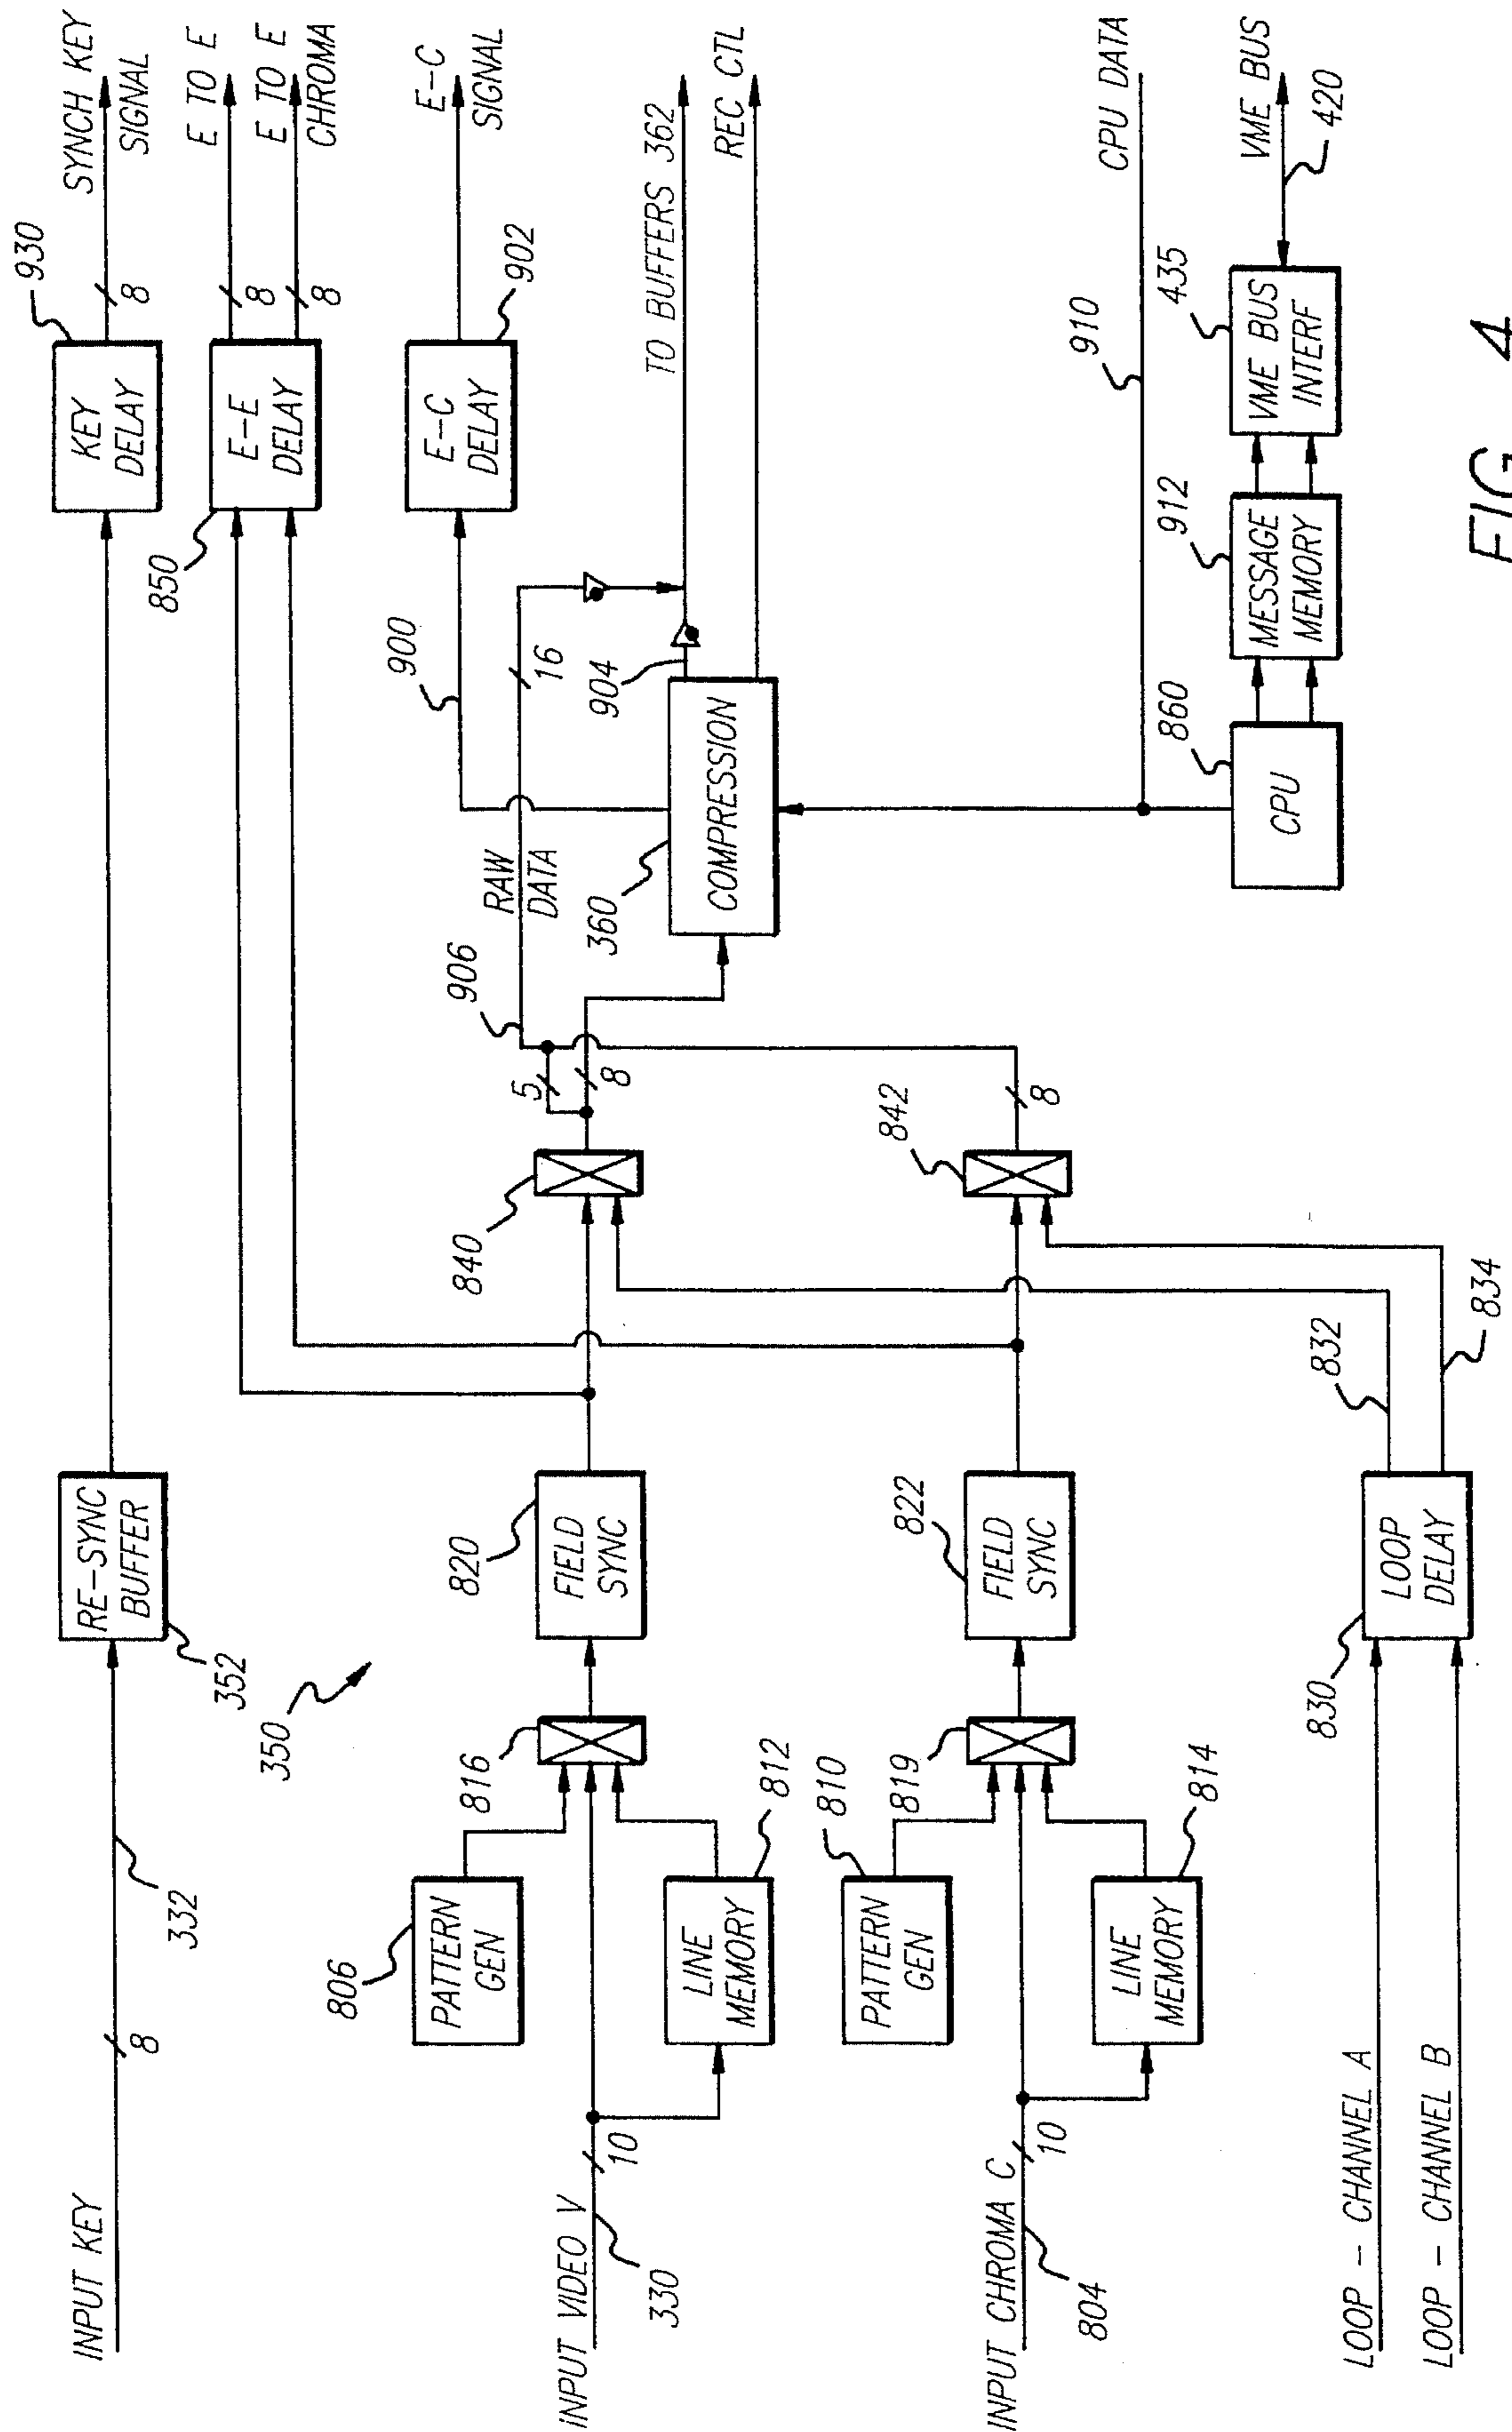 INPUT KEY
8
332
RE-SYNC
BUFFER
352
KEY
DELAY
930
8
SYNCH KEY
SIGNAL
350
E-E
DELAY
850
8
8
E TO E
E TO E
CHROMA
INPUT VIDEO V
330
10
806
PATTERN
GEN
LINE
MEMORY
812
816
820
FIELD
SYNC
840
5
8
906
RAW
DATA
16
900
E-C
DELAY
902
E-C
SIGNAL
360
COMPRESSION
904
TO BUFFERS 362
REC CTL
INPUT CHROMA C
804
10
810
PATTERN
GEN
LINE
MEMORY
814
819
822
FIELD
SYNC
842
8
910
CPU DATA
LOOP - CHANNEL A
LOOP - CHANNEL B
830
LOOP
DELAY
832
834
CPU
860
MESSAGE
MEMORY
912
VME BUS
INTERF
435
VME BUS
420
FIG. 4